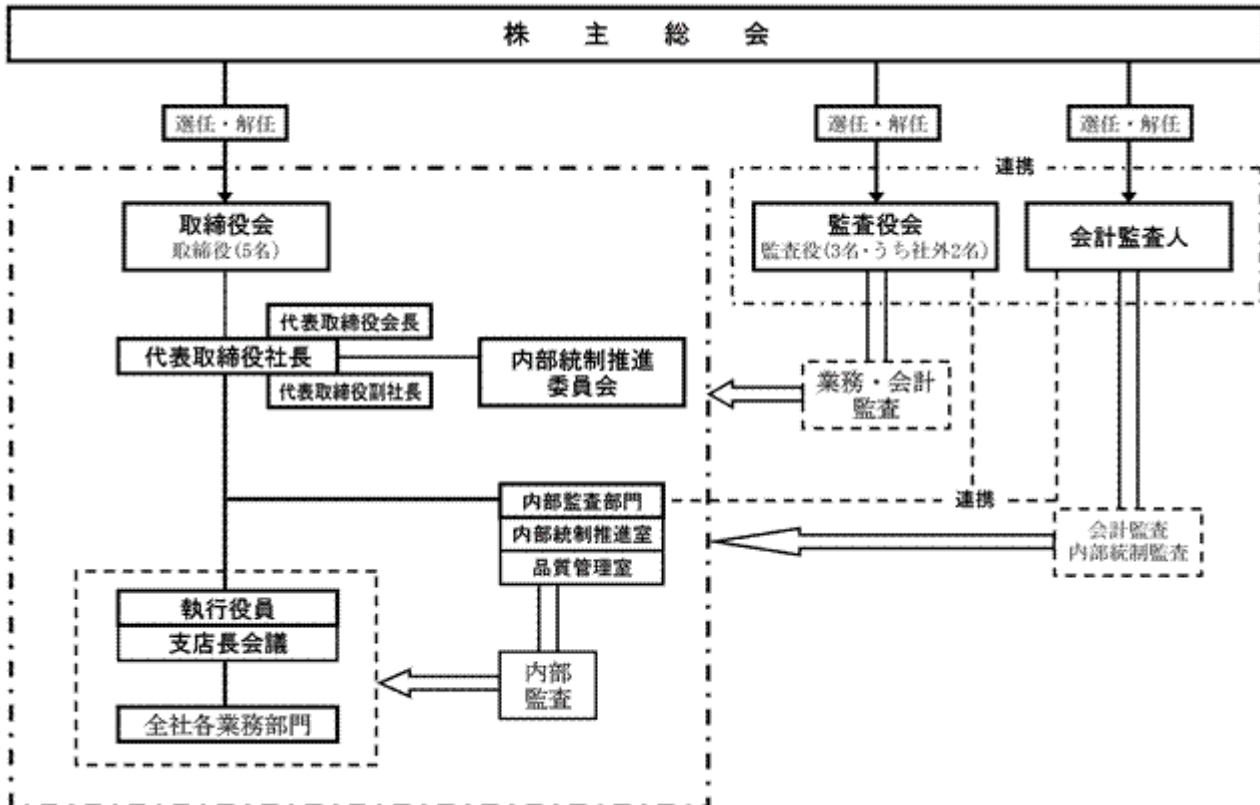 株主総会
選任・解任
選任・解任
選任・解任
連携
取締役会
取締役(5名)
監査役会
監査役(3名・うち社外2名)
会計監査人
代表取締役会長
代表取締役社長
代表取締役副社長
内部統制推進
委員会
業務・会計
監査
内部監査部門
内部統制推進室
品質管理室
連携
会計監査
内部統制監査
執行役員
支店長会議
内部
監査
全社各業務部門